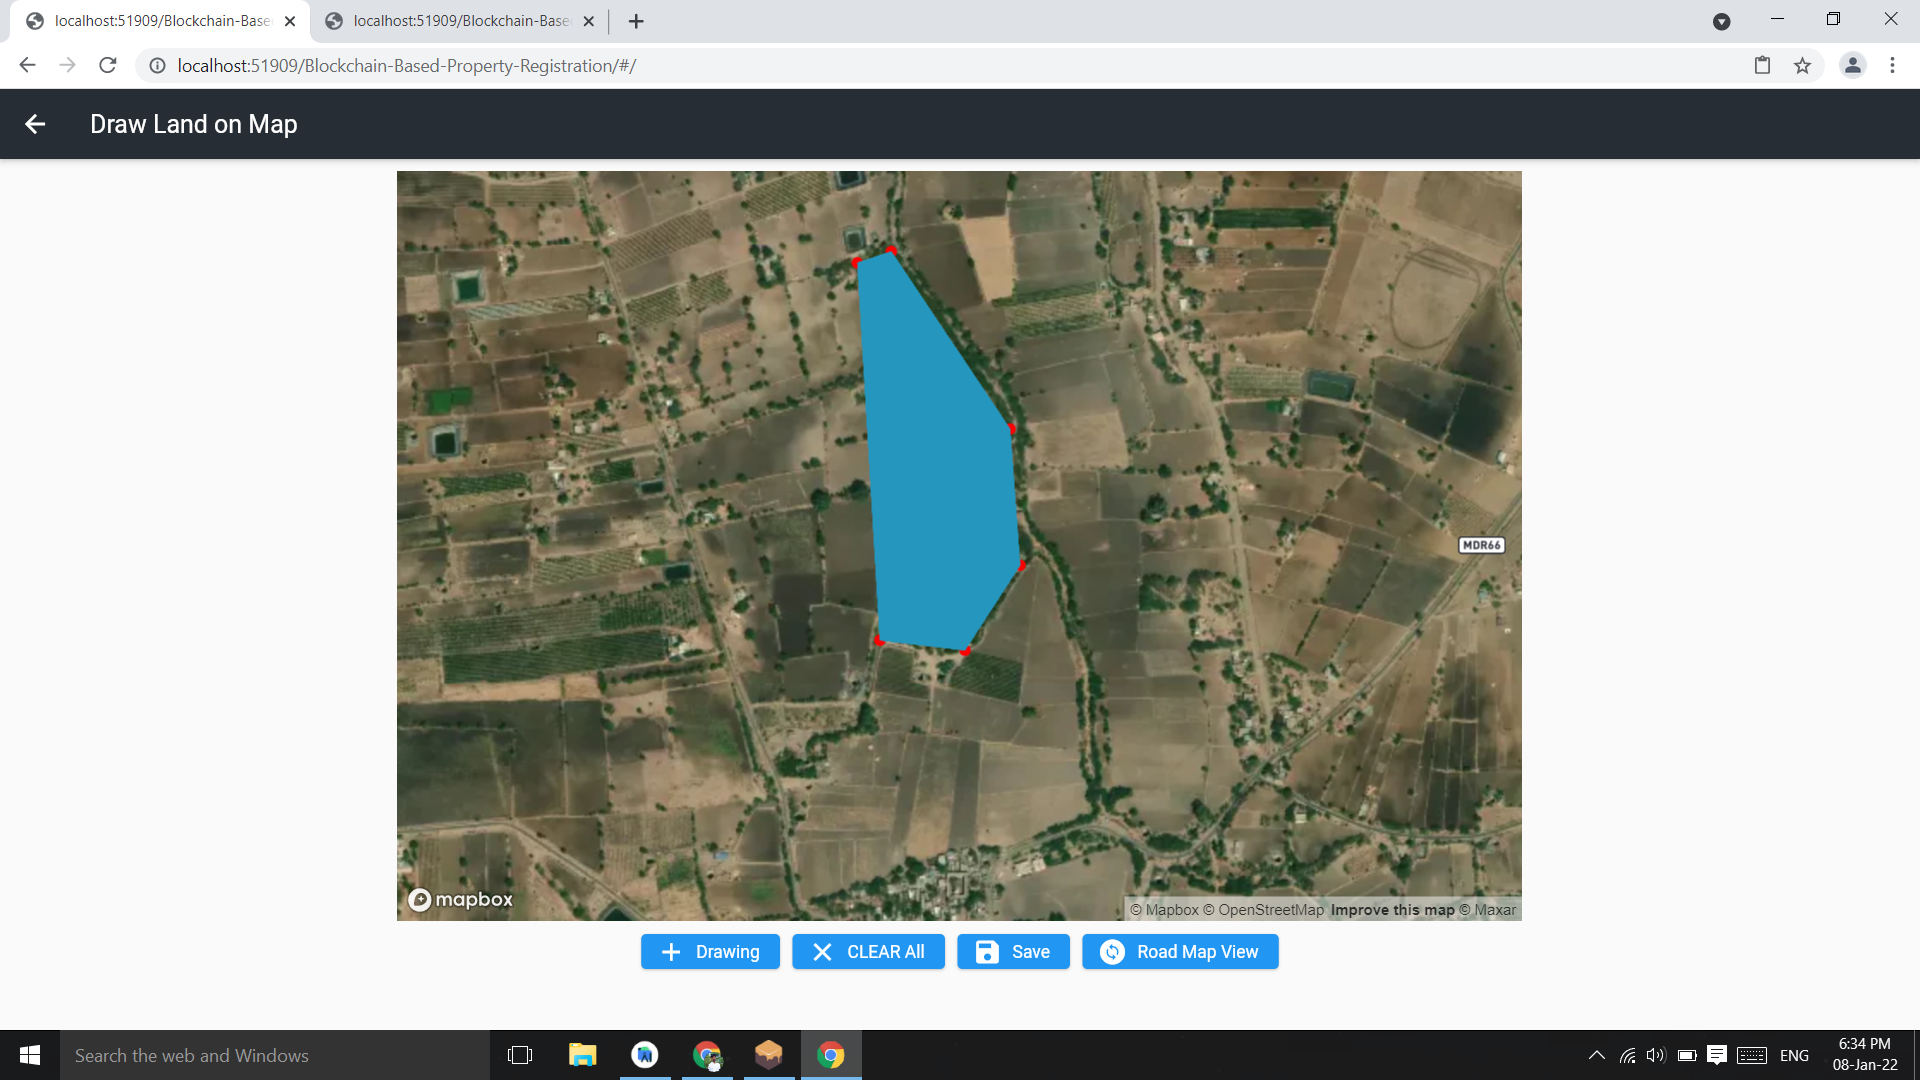 localhost:51909/Blockchain-Base
localhost:51909/Blockchain-Base
localhost:51909/Blockchain-Based-Property-Registration/#/
Draw Land on Map
MDR66
mapbox
© Mapbox © OpenStreetMap Improve this map © Maxar
Drawing
CLEAR All
Save
Road Map View
Search the web and Windows
ENG
6:34 PM
08-Jan-22